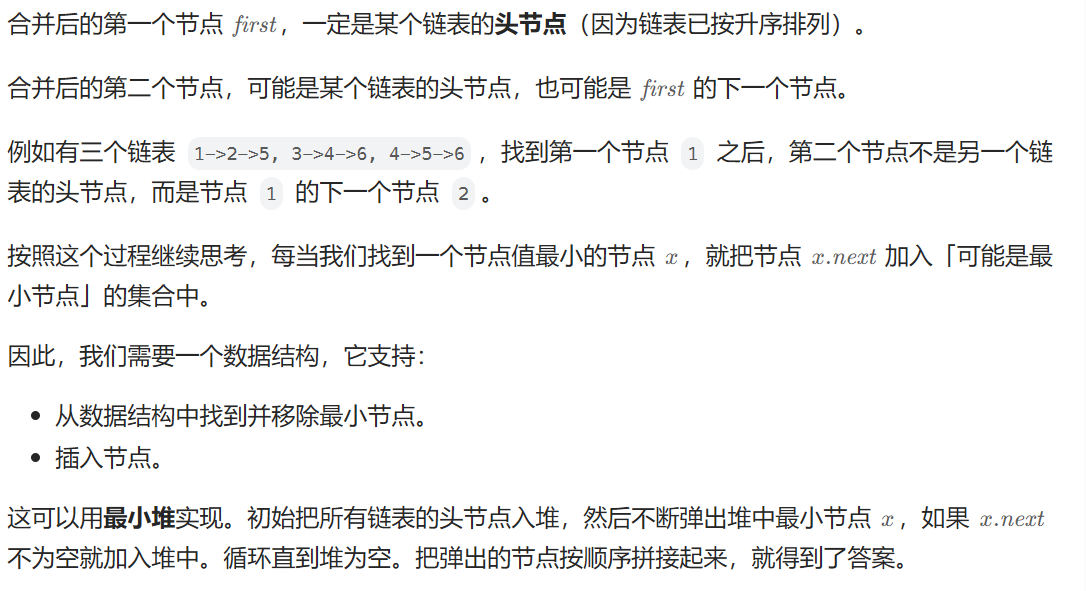 合并后的第一个节点 first，一定是某个链表的头节点（因为链表已按升序排列）。
合并后的第二个节点，可能是某个链表的头节点，也可能是 first 的下一个节点。
例如有三个链表 1->2->5, 3->4->6, 4->5->6 ，找到第一个节点 1 之后，第二个节点不是另一个链
表的头节点，而是节点 1 的下一个节点 2 。
按照这个过程继续思考，每当我们找到一个节点值最小的节点 x，就把节点 x.next 加入「可能是最
小节点」的集合中。
因此，我们需要一个数据结构，它支持：
• 从数据结构中找到并移除最小节点。
• 插入节点。
这可以用最小堆实现。初始把所有链表的头节点入堆，然后不断弹出堆中最小节点 x，如果 x.next
不为空就加入堆中。循环直到堆为空。把弹出的节点按顺序拼接起来，就得到了答案。